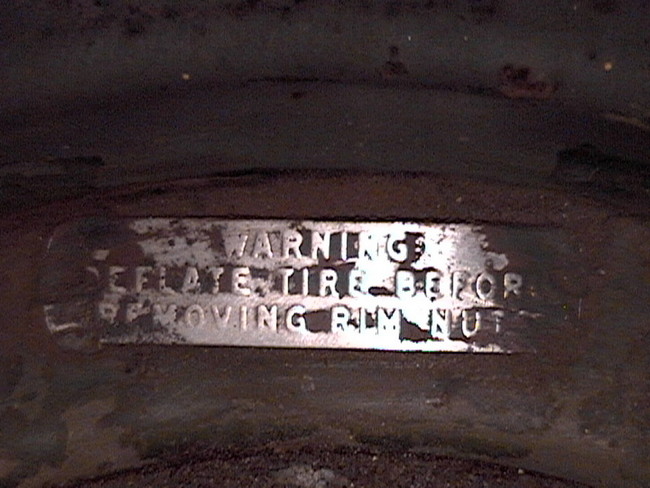 WARNING
DEFLATE TIRE BEFORE
REMOVING RIM NUTS